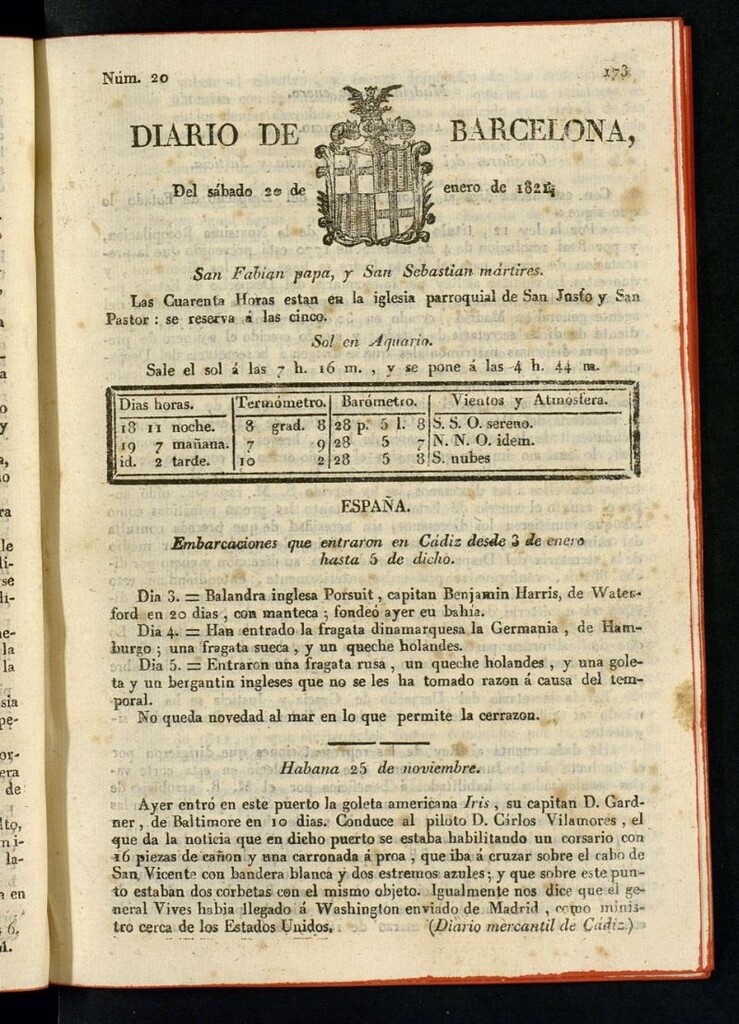 Núm. 20
173
DIARIO DE BARCELONA,
Del sábado 20 de enero de 1821.
San Fabian papa, y San Sebastian mártires.
Las Cuarenta Horas estan en la iglesia parroquial de San Justo y San
Pastor : se reserva á las cinco.
Sol en Aquario.
Sale el sol á las 7 h. 16 m. , y se pone á las 4 h. 44 m.
Dias horas. Termómetro. Barómetro. Vientos y Atmósfera.
18 11 noche. 8 grad. 8 28 p. 5 l. 8 S. S. O. sereno.
19 7 mañana. 7 9 28 5 7 N. N. O. idem.
id. 2 tarde. 10 2 28 5 8 S. nubes
ESPAÑA.
Embarcaciones que entraron en Cádiz desde 3 de enero
hasta 5 de dicho.
Dia 3. = Balandra inglesa Porsuit , capitan Benjamin Harris, de Water-
ford en 20 dias , con manteca ; fondeó ayer eu bahía.
Dia 4. = Han entrado la fragata dinamarquesa la Germania , de Ham-
burgo ; una fragata sueca , y un queche holandes.
Dia 5. = Entraron una fragata rusa , un queche holandes , y una gole-
ta y un bergantin ingleses que no se les ha tomado razon á causa del tem-
poral.
No queda novedad al mar en lo que permite la cerrazon.
Habana 25 de noviembre.
Ayer entró en este puerto la goleta americana Iris , su capitan D. Gard-
ner , de Baltimore en 10 dias. Conduce al piloto D. Cárlos Vilamores , el
que da la noticia que en dicho puerto se estaba habilitando un corsario con
16 piezas de cañon y una carronada á proa , que iba á cruzar sobre el cabo de
San Vicente con bandera blanca y dos estremos azules ; y que sobre este pun-
to estaban dos corbetas con el mismo objeto. Igualmente nos dice que el ge-
neral Vives habia llegado á Washington enviado de Madrid , como minis-
tro cerca de los Estados Unidos. (Diario mercantil de Cádiz.)